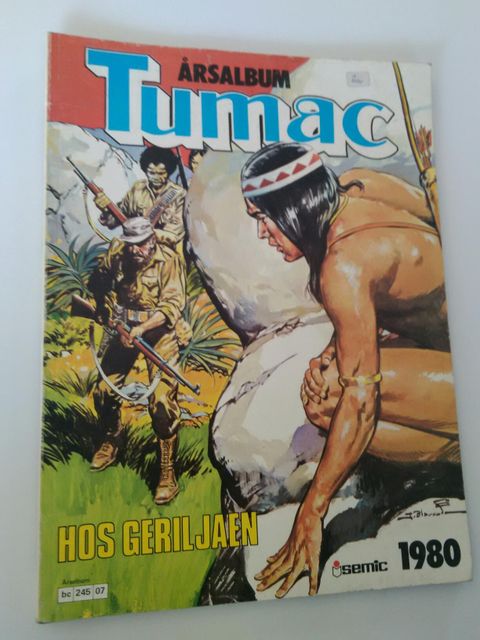 ÅRSALBUM
Tumac
HOS GERILJAEN
semic
1980
Årsalbum
bc 245 07